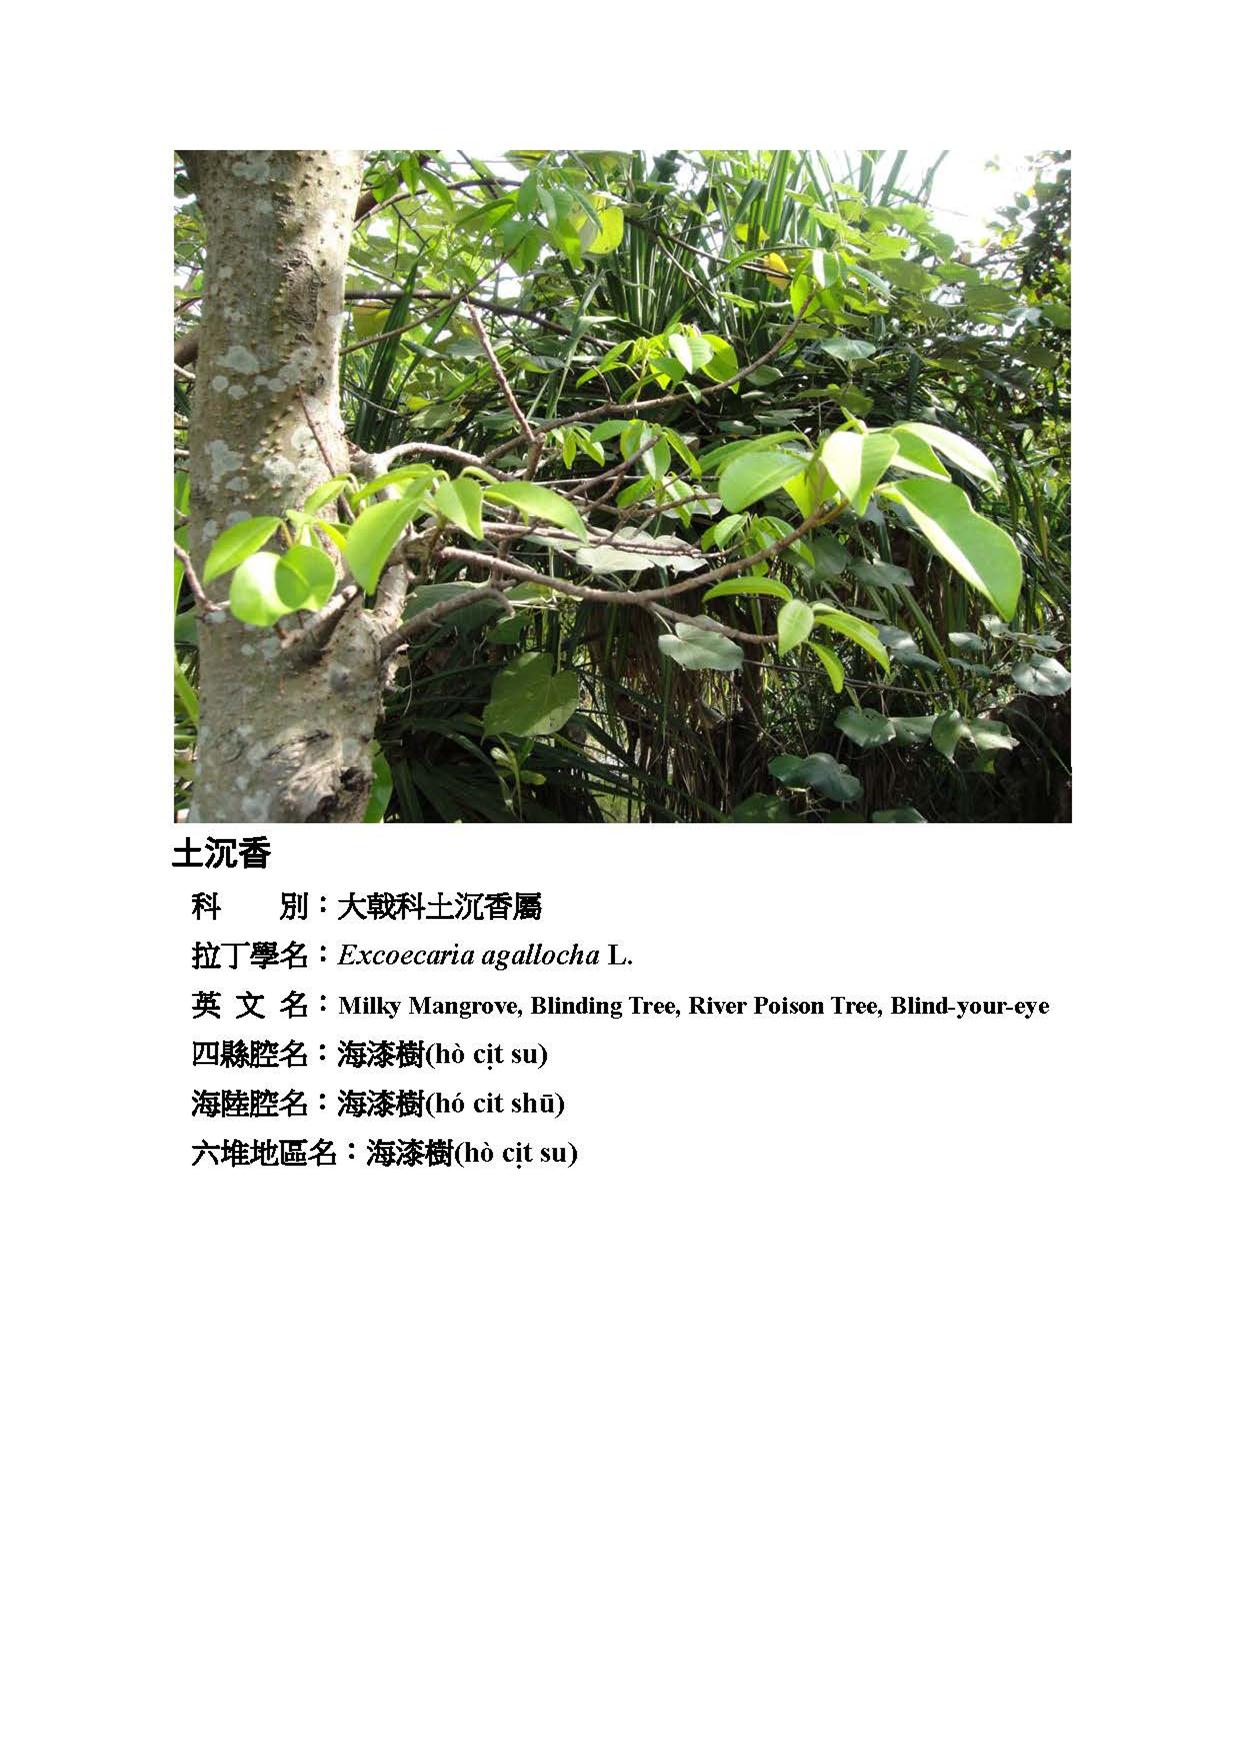 土沉香
科　　別：大戟科土沉香屬
拉丁學名：Excoecaria agallocha L.
英 文 名：Milky Mangrove, Blinding Tree, River Poison Tree, Blind-your-eye
四縣腔名：海漆樹(hò cịt su)
海陸腔名：海漆樹(hó cit shū)
六堆地區名：海漆樹(hò cịt su)